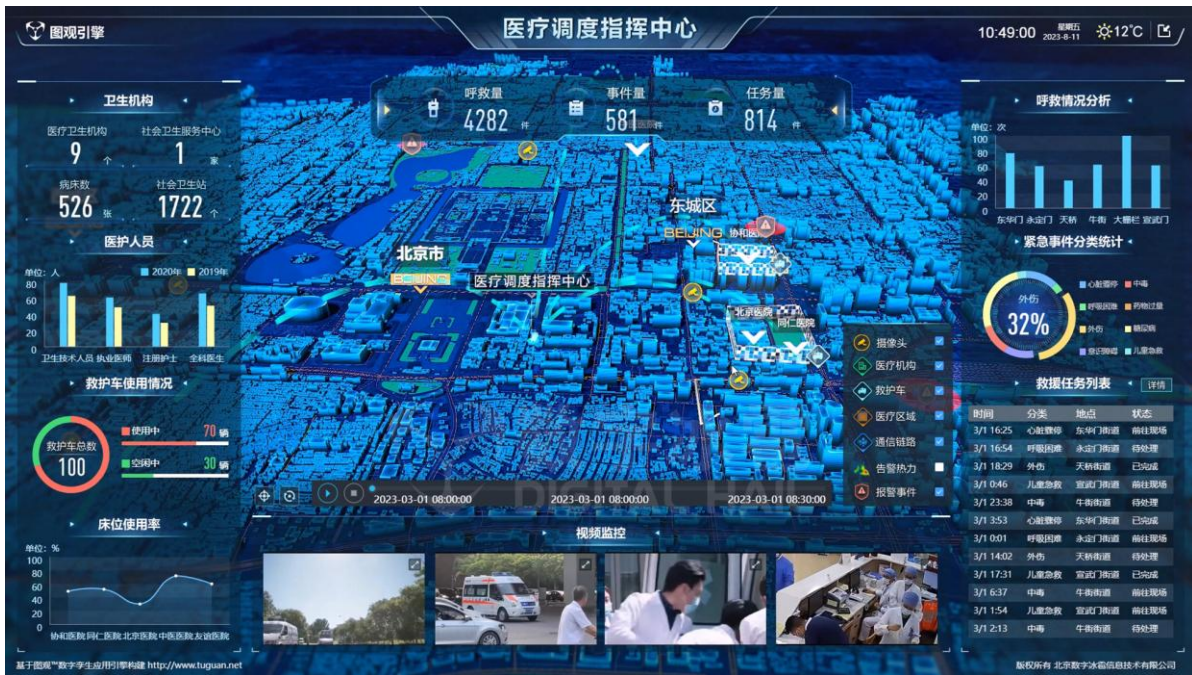 图观引擎
医疗调度指挥中心
10:49:00 星期五 2023-8-11 12°C
卫生机构
医疗卫生机构 社会卫生服务中心
9 个 1 家
病床数 社会卫生站
526 张 1722 个
医护人员
单位：人 2020年 2019年
80
60
40
20
0
卫生技术人员 执业医师 注册护士 全科医生
救护车使用情况
救护车总数
100
使用中 70 辆
空闲中 30 辆
床位使用率
单位：%
100
80
60
40
20
0
协和医院 同仁医院 北京医院 中医医院 友谊医院
呼救量 事件量 任务量
4282 件 581 件 814 件
东城区
BEIJING 协和医
北京市
BEIJING
医疗调度指挥中心
北京医院
同仁医院
摄像头
医疗机构
救护车
医疗区域
通信链路
告警热力
报警事件
DIGITAL HAIL
2023-03-01 08:00:00 2023-03-01 08:00:00 2023-03-01 08:30:00
视频监控
呼救情况分析
单位：次
100
80
60
40
20
0
东华门 永定门 天桥 牛街 大栅栏 宣武门
紧急事件分类统计
外伤
32%
心脏骤停 中毒
呼吸困难 药物过量
外伤 糖尿病
意识障碍 儿童急救
救援任务列表 详情
时间 分类 地点 状态
3/1 16:25 心脏骤停 东华门街道 前往现场
3/1 16:54 呼吸困难 永定门街道 待处理
3/1 18:29 外伤 天桥街道 已完成
3/1 0:46 儿童急救 宣武门街道 前往现场
3/1 23:38 中毒 牛街街道 待处理
3/1 3:53 心脏骤停 东华门街道 已完成
3/1 0:01 呼吸困难 永定门街道 前往现场
3/1 14:02 外伤 天桥街道 待处理
3/1 17:31 儿童急救 宣武门街道 已完成
3/1 6:37 中毒 牛街街道 前往现场
3/1 1:54 儿童急救 宣武门街道 前往现场
3/1 2:13 中毒 牛街街道 待处理
基于图观™数字孪生应用引擎构建 http://www.tuguan.net
版权所有 北京数字冰雹信息技术有限公司